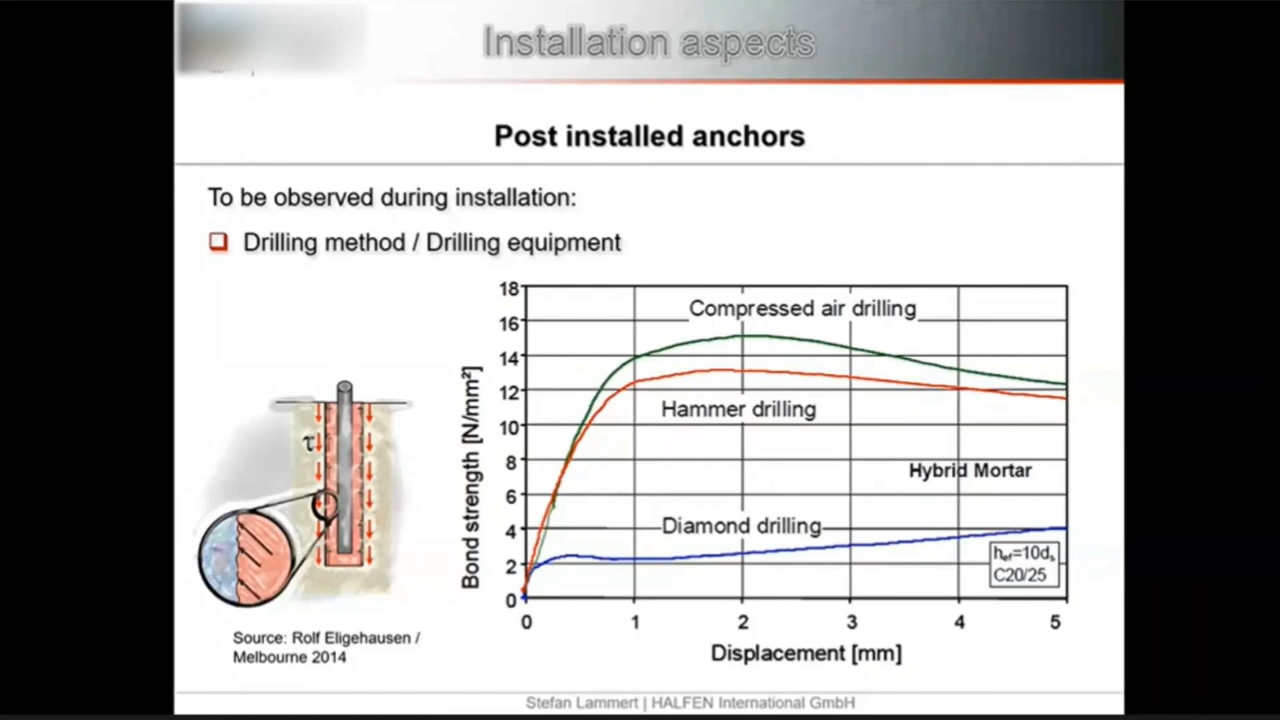 Installation aspects
Post installed anchors
To be observed during installation:
Drilling method / Drilling equipment
18
16
14
12
10
8
6
4
2
0
Bond strength [N/mm²]
Compressed air drilling
Hammer drilling
Hybrid Mortar
Diamond drilling
hef=10ds
C20/25
0 1 2 3 4 5
Displacement [mm]
τ
Source: Rolf Eligehausen /
Melbourne 2014
Stefan Lammert | HALFEN International GmbH